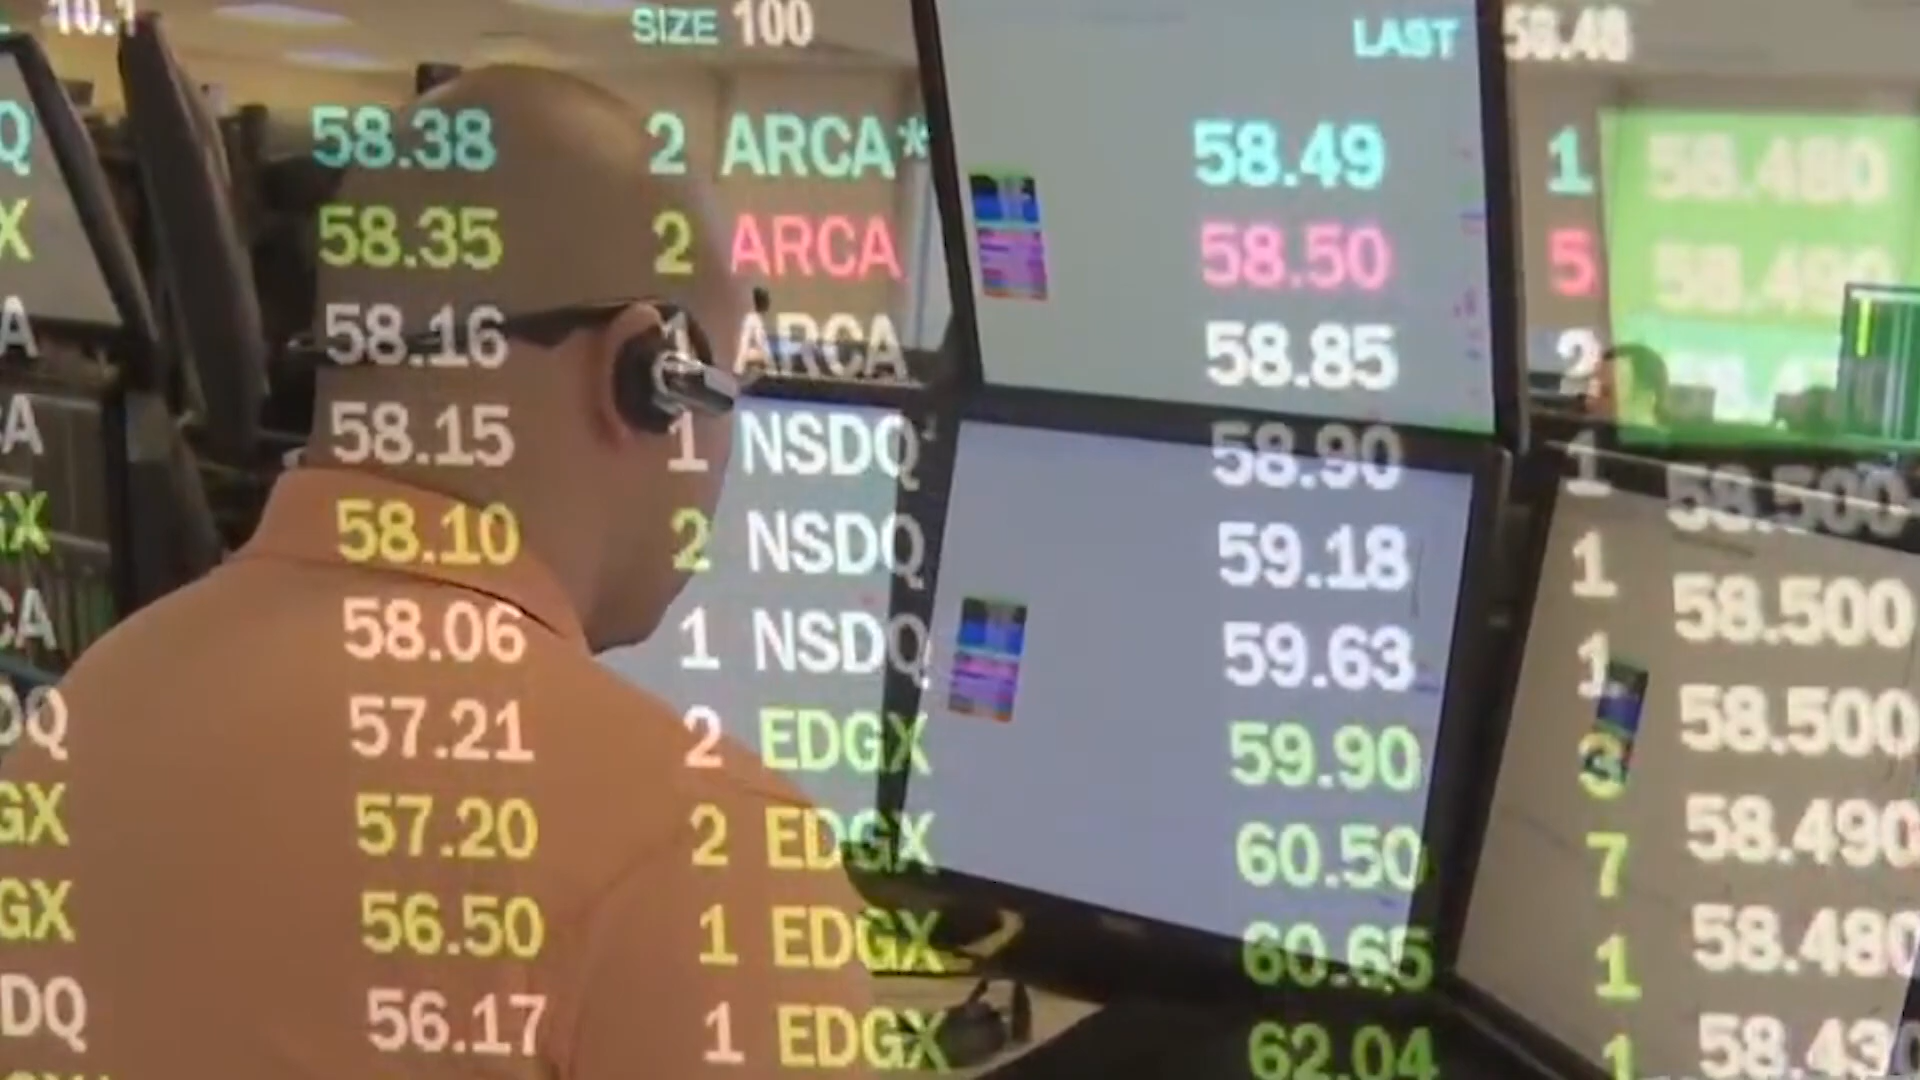 10.1 SIZE 100 LAST 58.48
Q 58.38 2 ARCA* 58.49 1 58.480
X 58.35 2 ARCA 58.50 5 58.490
A 58.16 1 ARCA 58.85 2
CA 58.15 1 NSDQ 58.90 1 58.500
GX 58.10 2 NSDQ 59.18 1 58.500
CA 58.06 1 NSDQ 59.63 1 58.500
DQ 57.21 2 EDGX 59.90 3 58.490
GX 57.20 2 EDGX 60.50 7 58.480
GX 56.50 1 EDGX 60.65 1 58.430
DQ 56.17 1 EDGX 62.04 1